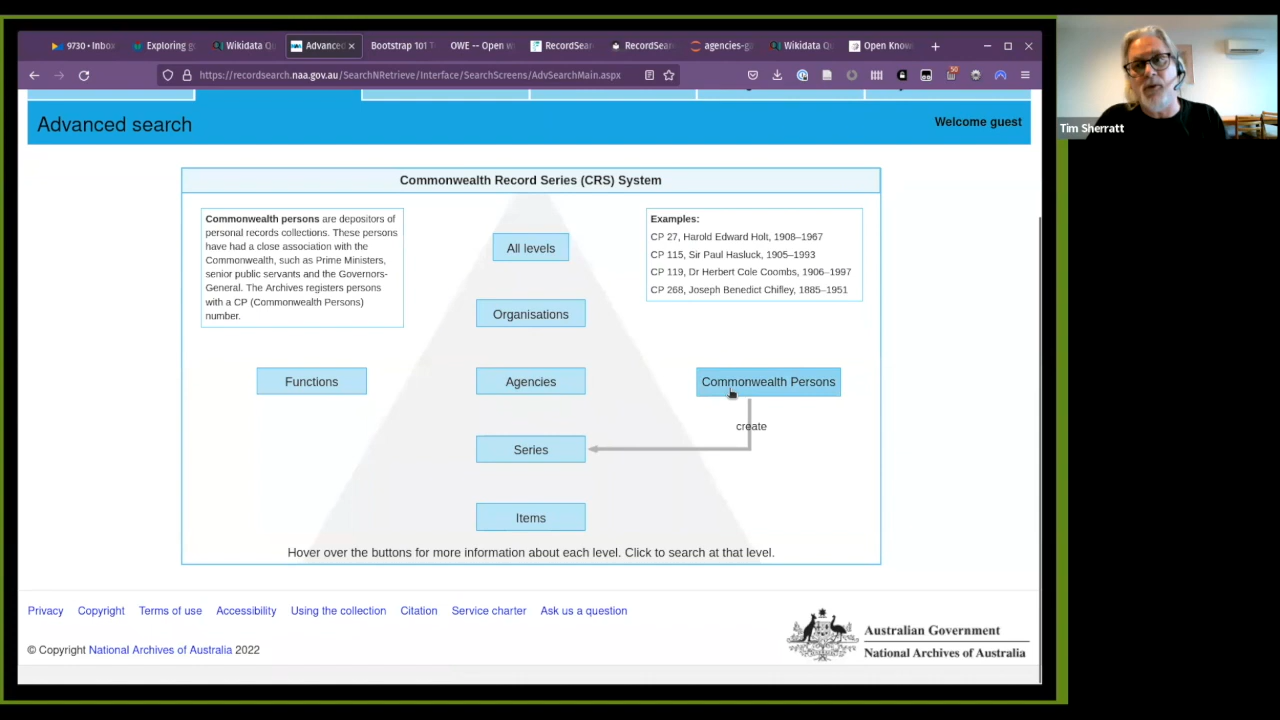 9730 • Inbox
Exploring g
Wikidata Qu
Advanced
Bootstrap 101 T
OWE -- Open w
RecordSear
RecordSear
agencies-ga
Wikidata Qu
Open Know
https://recordsearch.naa.gov.au/SearchNRetrieve/Interface/SearchScreens/AdvSearchMain.aspx
50
Tim Sherratt
Advanced search
Welcome guest
Commonwealth Record Series (CRS) System
Commonwealth persons are depositors of
personal records collections. These persons
have had a close association with the
Commonwealth, such as Prime Ministers,
senior public servants and the Governors-
General. The Archives registers persons
with a CP (Commonwealth Persons)
number.
All levels
Examples:
CP 27, Harold Edward Holt, 1908–1967
CP 115, Sir Paul Hasluck, 1905–1993
CP 119, Dr Herbert Cole Coombs, 1906–1997
CP 268, Joseph Benedict Chifley, 1885–1951
Organisations
Functions
Agencies
Commonwealth Persons
create
Series
Items
Hover over the buttons for more information about each level. Click to search at that level.
Privacy Copyright Terms of use Accessibility Using the collection Citation Service charter Ask us a question
Australian Government
National Archives of Australia
© Copyright National Archives of Australia 2022